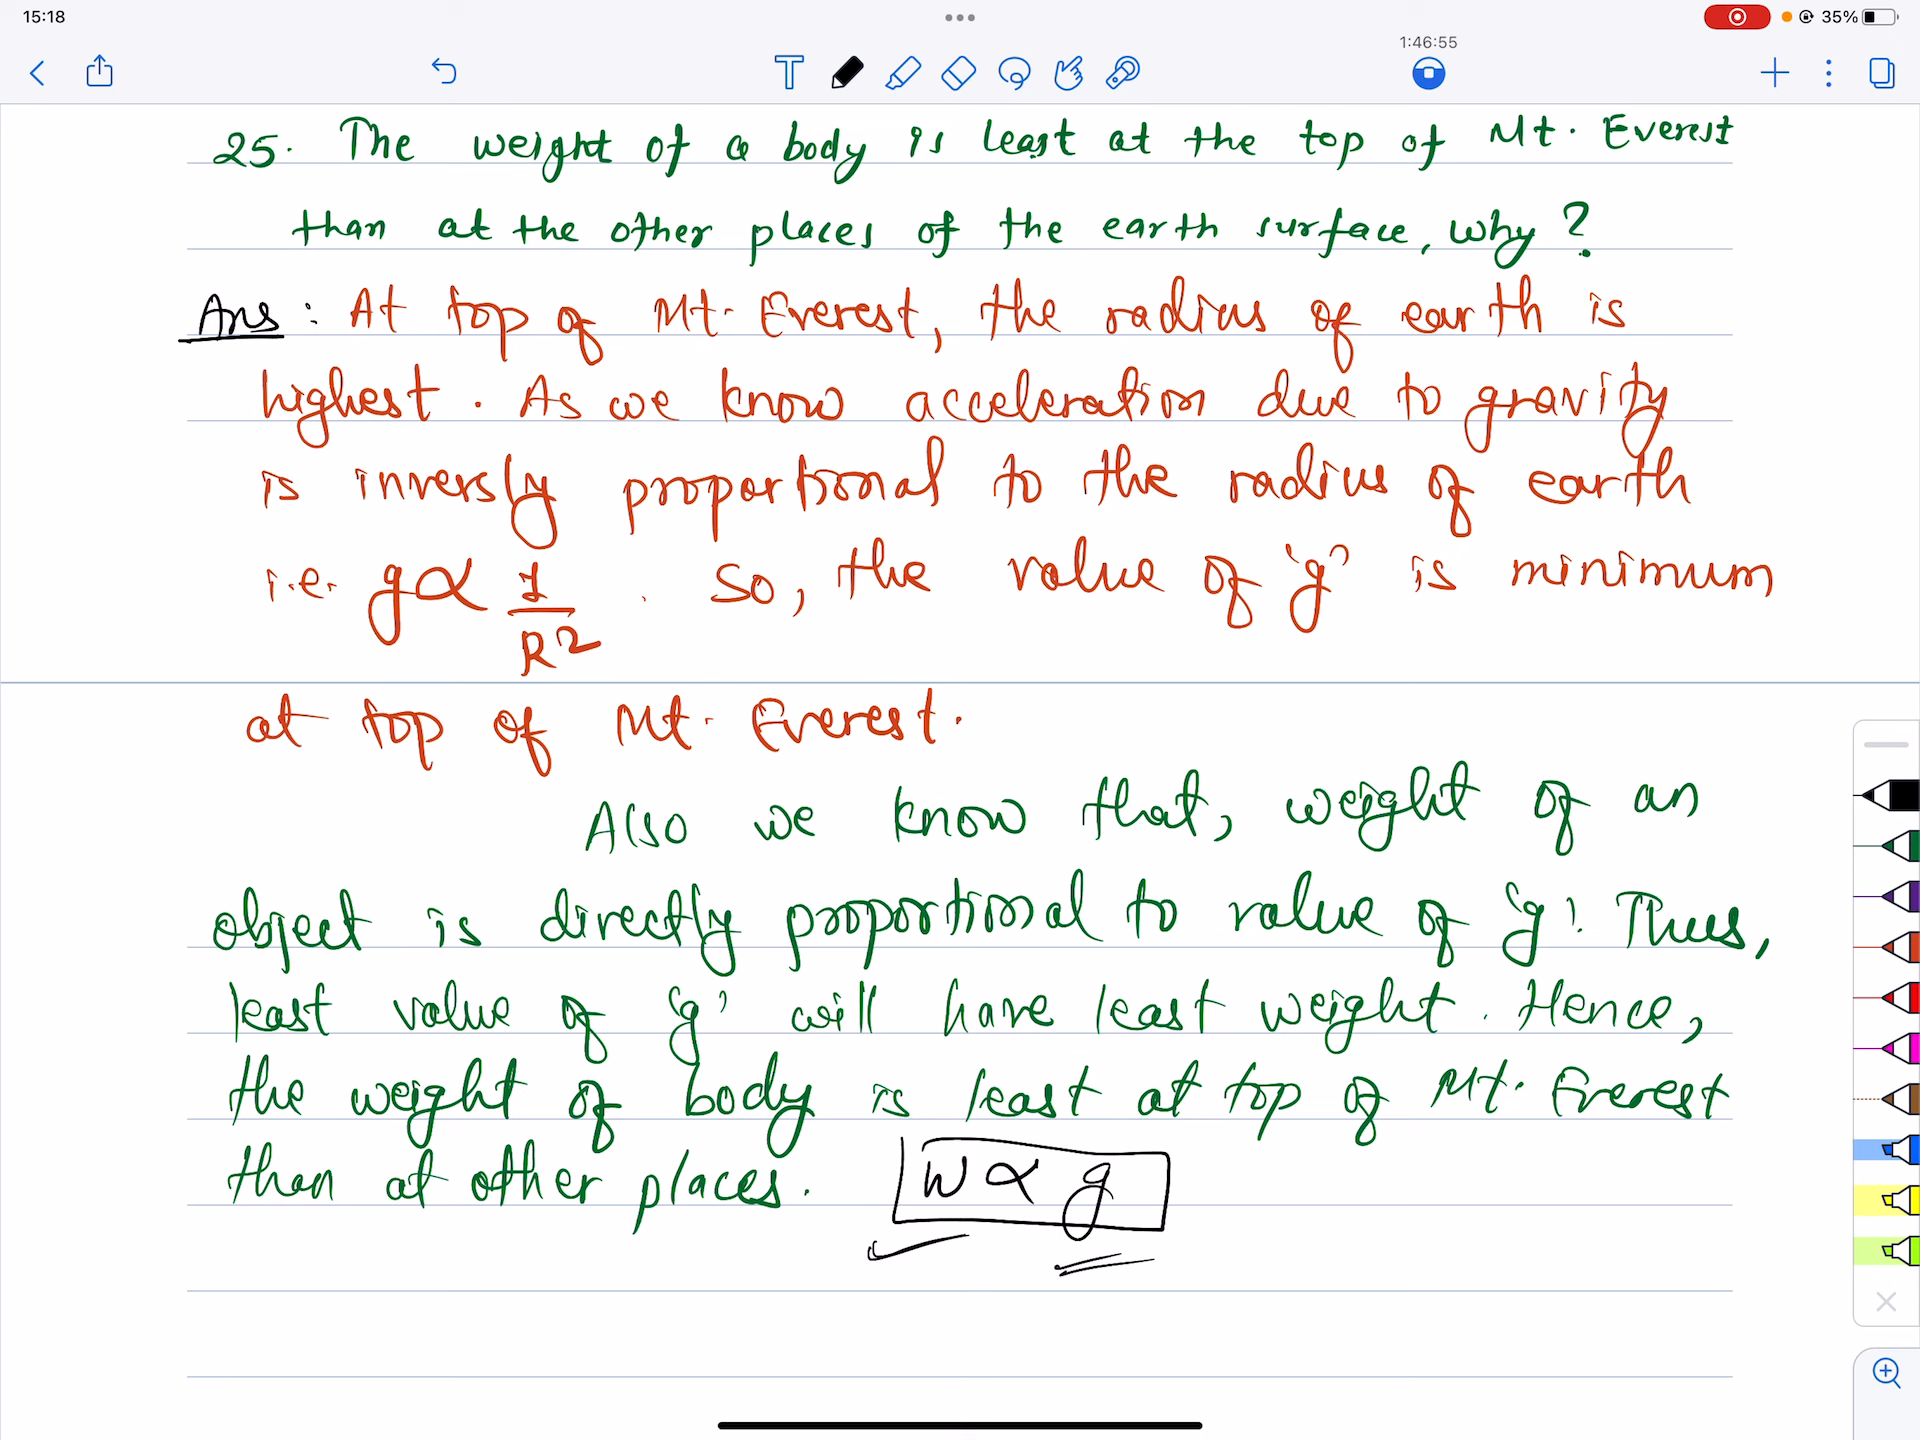 15:18
35%
1:46:55
25. The weight of a body is least at the top of Mt. Everest
than at the other places of the earth surface, why?
Ans: At top of Mt. Everest, the radius of earth is
highest. As we know acceleration due to gravity
is inversly proportional to the radius of earth
i.e. g∝ 1/R² . So, the value of 'g' is minimum
at top of Mt. Everest.
Also we know that, weight of an
object is directly proportional to value of 'g'. Thus,
least value of 'g' will have least weight. Hence,
the weight of body is least at top of Mt. Everest
than at other places. W ∝ g